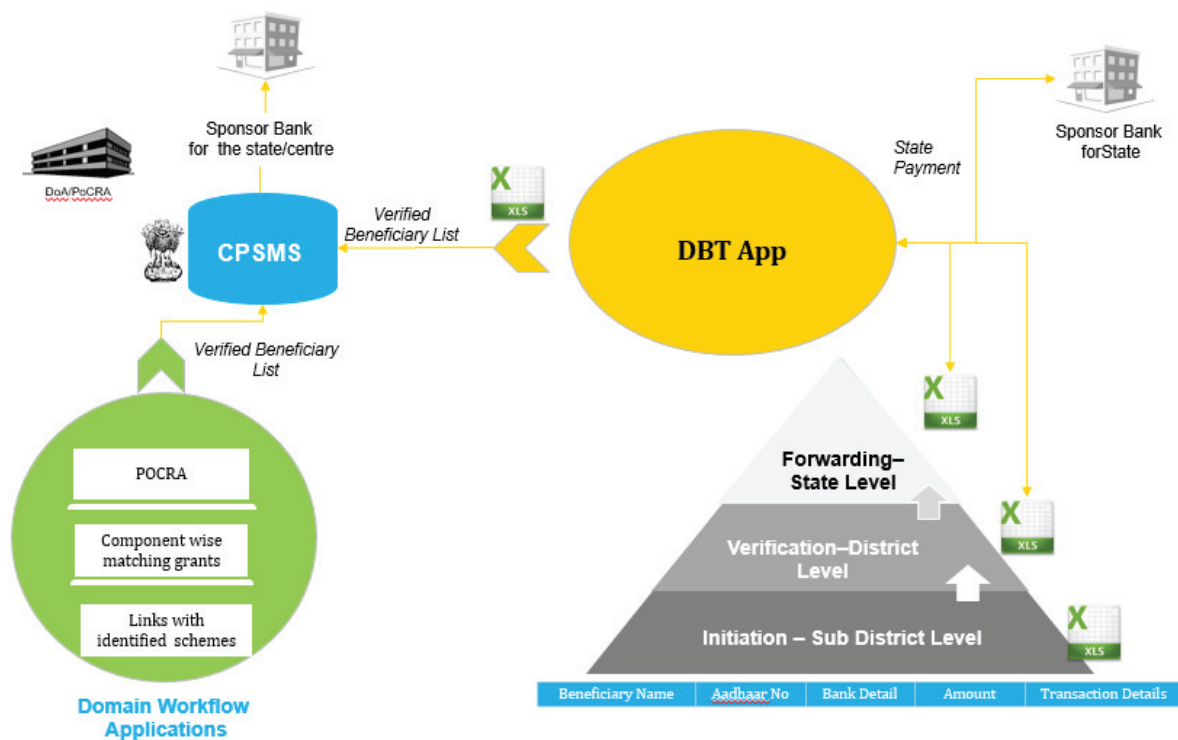 Sponsor Bank
for the state/centre
DoA/PoCRA
CPSMS
Verified
Beneficiary List
X
XLS
DBT App
State
Payment
Sponsor Bank
forState
Verified Beneficiary
List
POCRA
Component wise
matching grants
Links with
identified schemes
Domain Workflow
Applications
X
XLS
X
XLS
X
XLS
Forwarding–
State Level
Verification–District
Level
Initiation – Sub District Level
Beneficiary Name Aadhaar No Bank Detail Amount Transaction Details